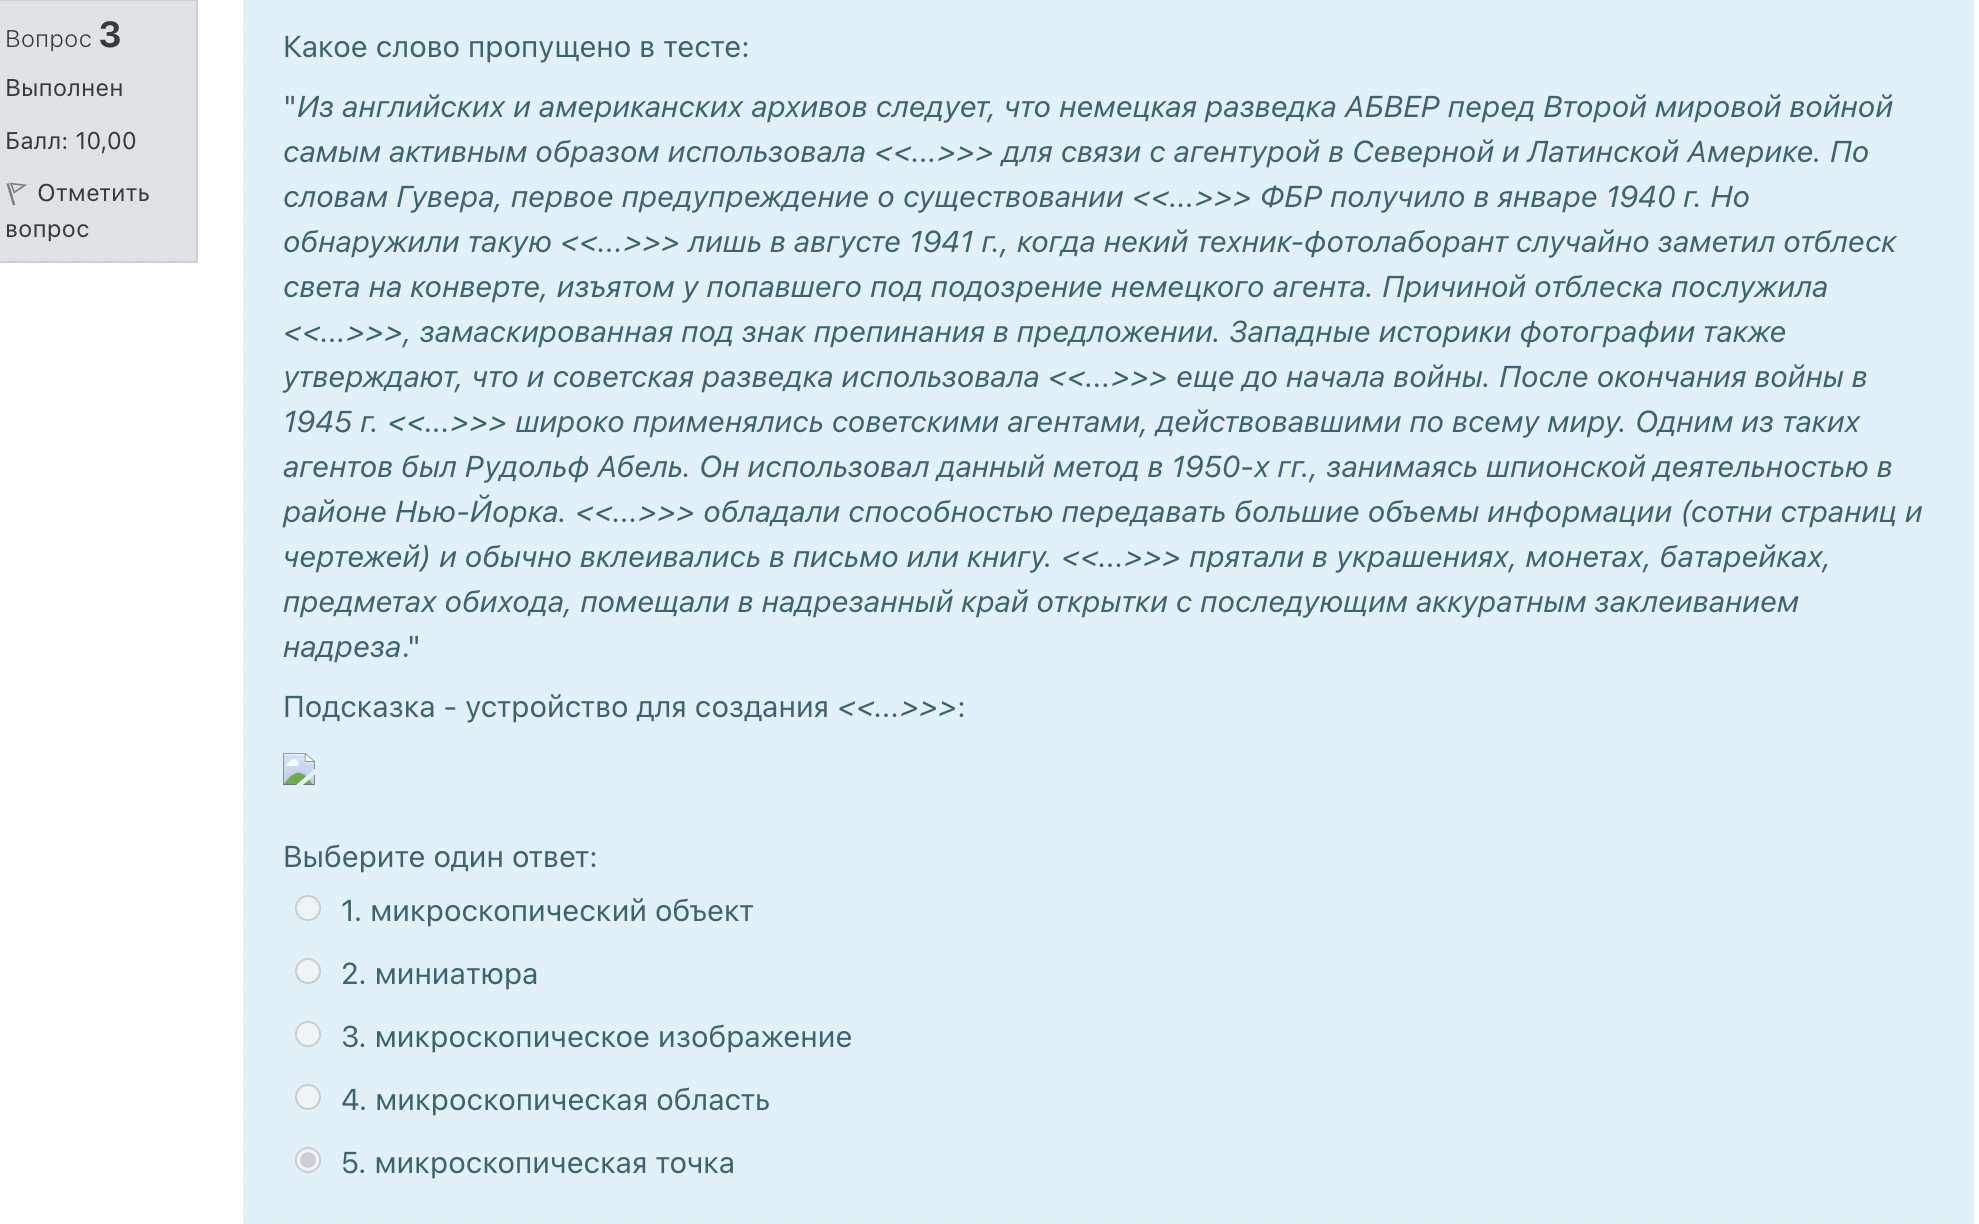 Вопрос 3
Выполнен
Балл: 10,00
Отметить
вопрос
Какое слово пропущено в тесте:
"Из английских и американских архивов следует, что немецкая разведка АБВЕР перед Второй мировой войной
самым активным образом использовала <<...>>> для связи с агентурой в Северной и Латинской Америке. По
словам Гувера, первое предупреждение о существовании <<...>>> ФБР получило в январе 1940 г. Но
обнаружили такую <<...>>> лишь в августе 1941 г., когда некий техник-фотолаборант случайно заметил отблеск
света на конверте, изъятом у попавшего под подозрение немецкого агента. Причиной отблеска послужила
<<...>>>, замаскированная под знак препинания в предложении. Западные историки фотографии также
утверждают, что и советская разведка использовала <<...>>> еще до начала войны. После окончания войны в
1945 г. <<...>>> широко применялись советскими агентами, действовавшими по всему миру. Одним из таких
агентов был Рудольф Абель. Он использовал данный метод в 1950-х гг., занимаясь шпионской деятельностью в
районе Нью-Йорка. <<...>>> обладали способностью передавать большие объемы информации (сотни страниц и
чертежей) и обычно вклеивались в письмо или книгу. <<...>>> прятали в украшениях, монетах, батарейках,
предметах обихода, помещали в надрезанный край открытки с последующим аккуратным заклеиванием
надреза."
Подсказка - устройство для создания <<...>>>:
Выберите один ответ:
1. микроскопический объект
2. миниатюра
3. микроскопическое изображение
4. микроскопическая область
5. микроскопическая точка